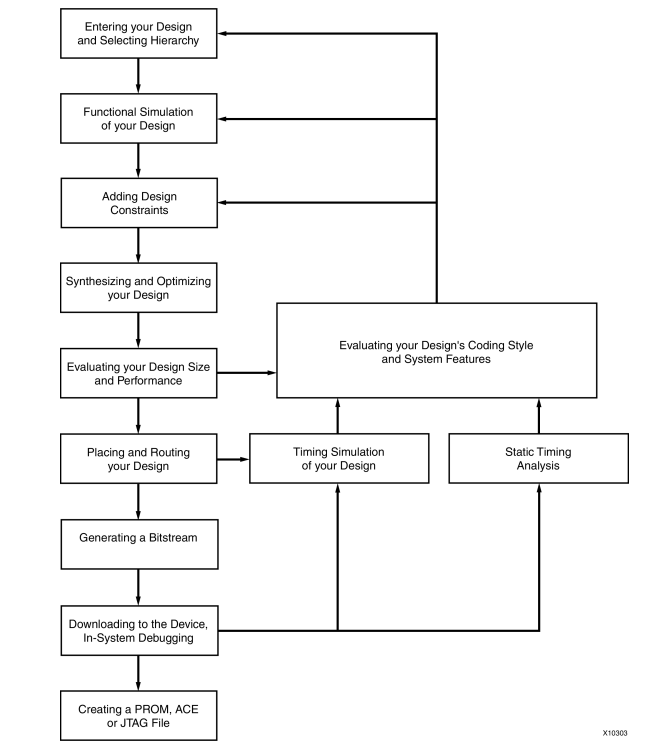 Entering your Design
and Selecting Hierarchy
Functional Simulation
of your Design
Adding Design
Constraints
Synthesizing and Optimizing
your Design
Evaluating your Design's Coding Style
and System Features
Evaluating your Design Size
and Performance
Placing and Routing
your Design
Timing Simulation
of your Design
Static Timing
Analysis
Generating a Bitstream
Downloading to the Device,
In-System Debugging
Creating a PROM, ACE
or JTAG File
X10303